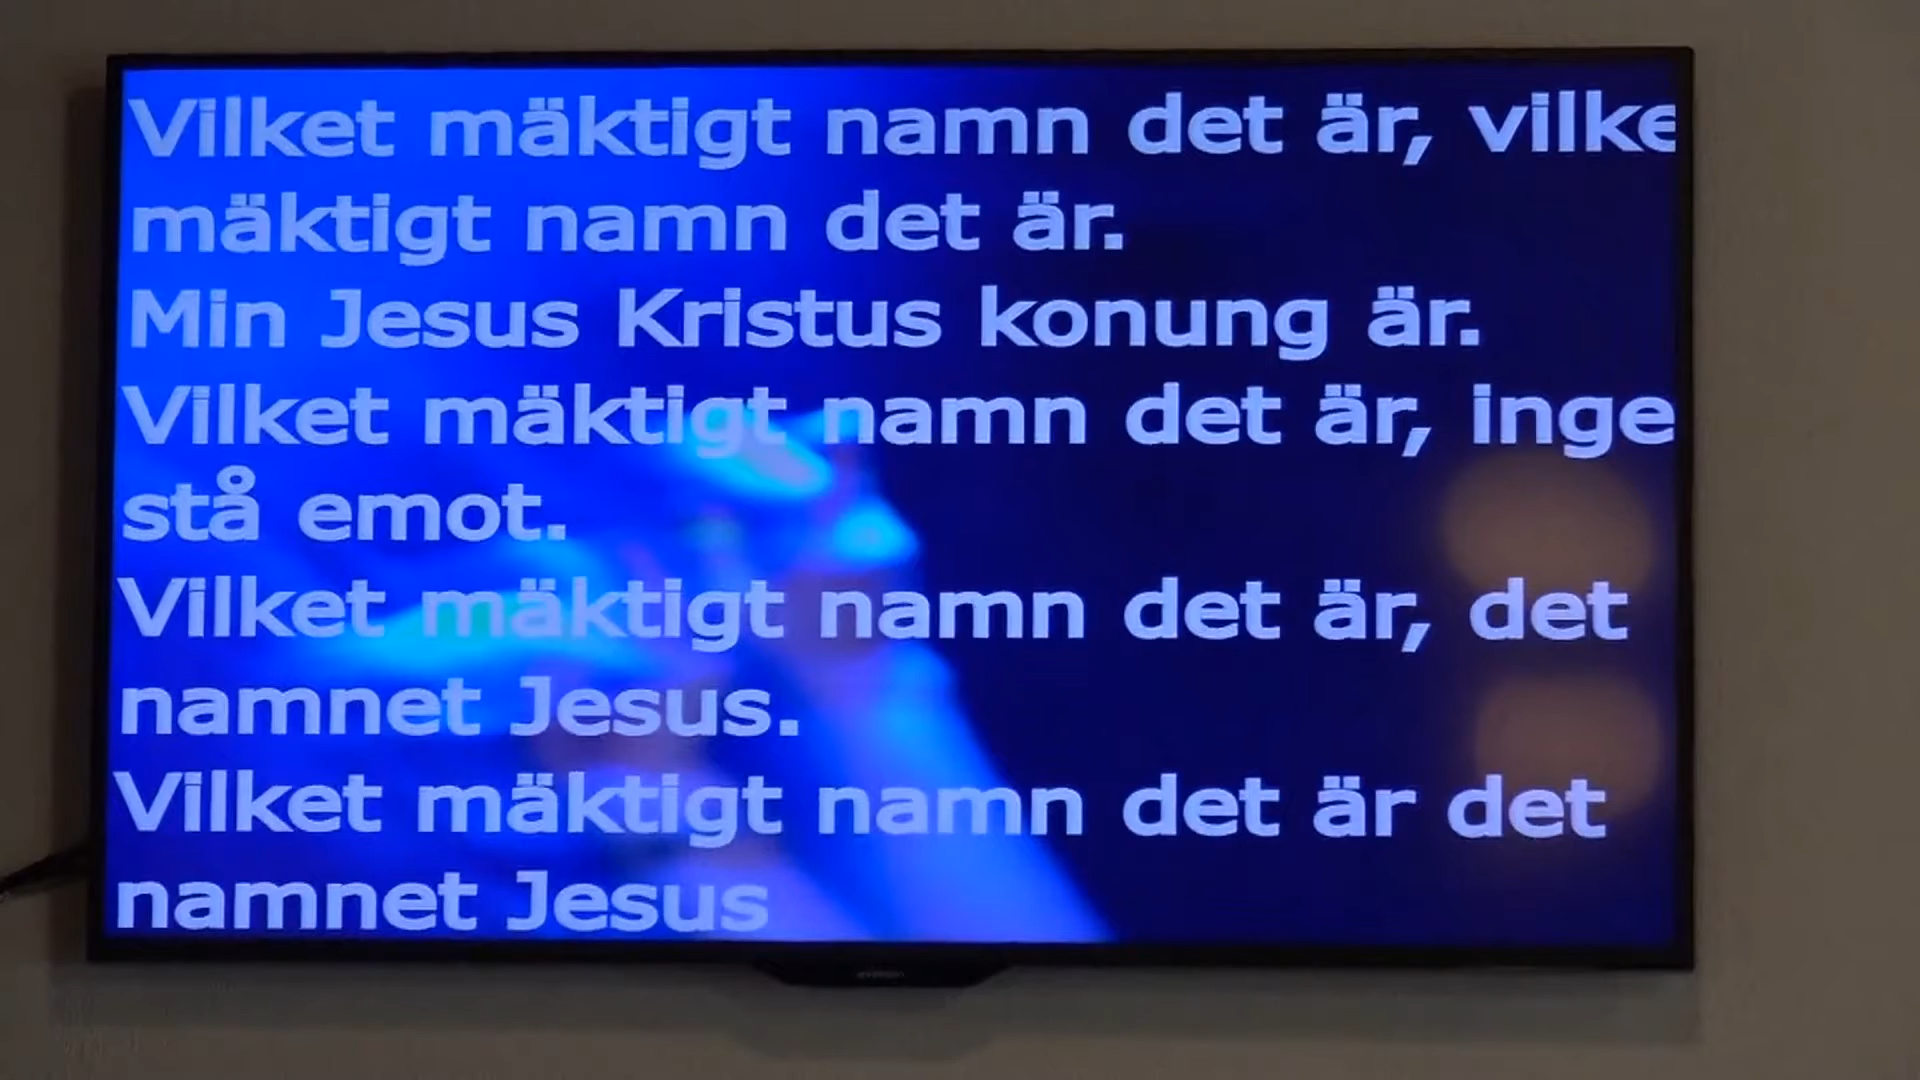 Vilket mäktigt namn det är, vilke
mäktigt namn det är.
Min Jesus Kristus konung är.
Vilket mäktigt namn det är, inge
stå emot.
Vilket mäktigt namn det är, det
namnet Jesus.
Vilket mäktigt namn det är det
namnet Jesus